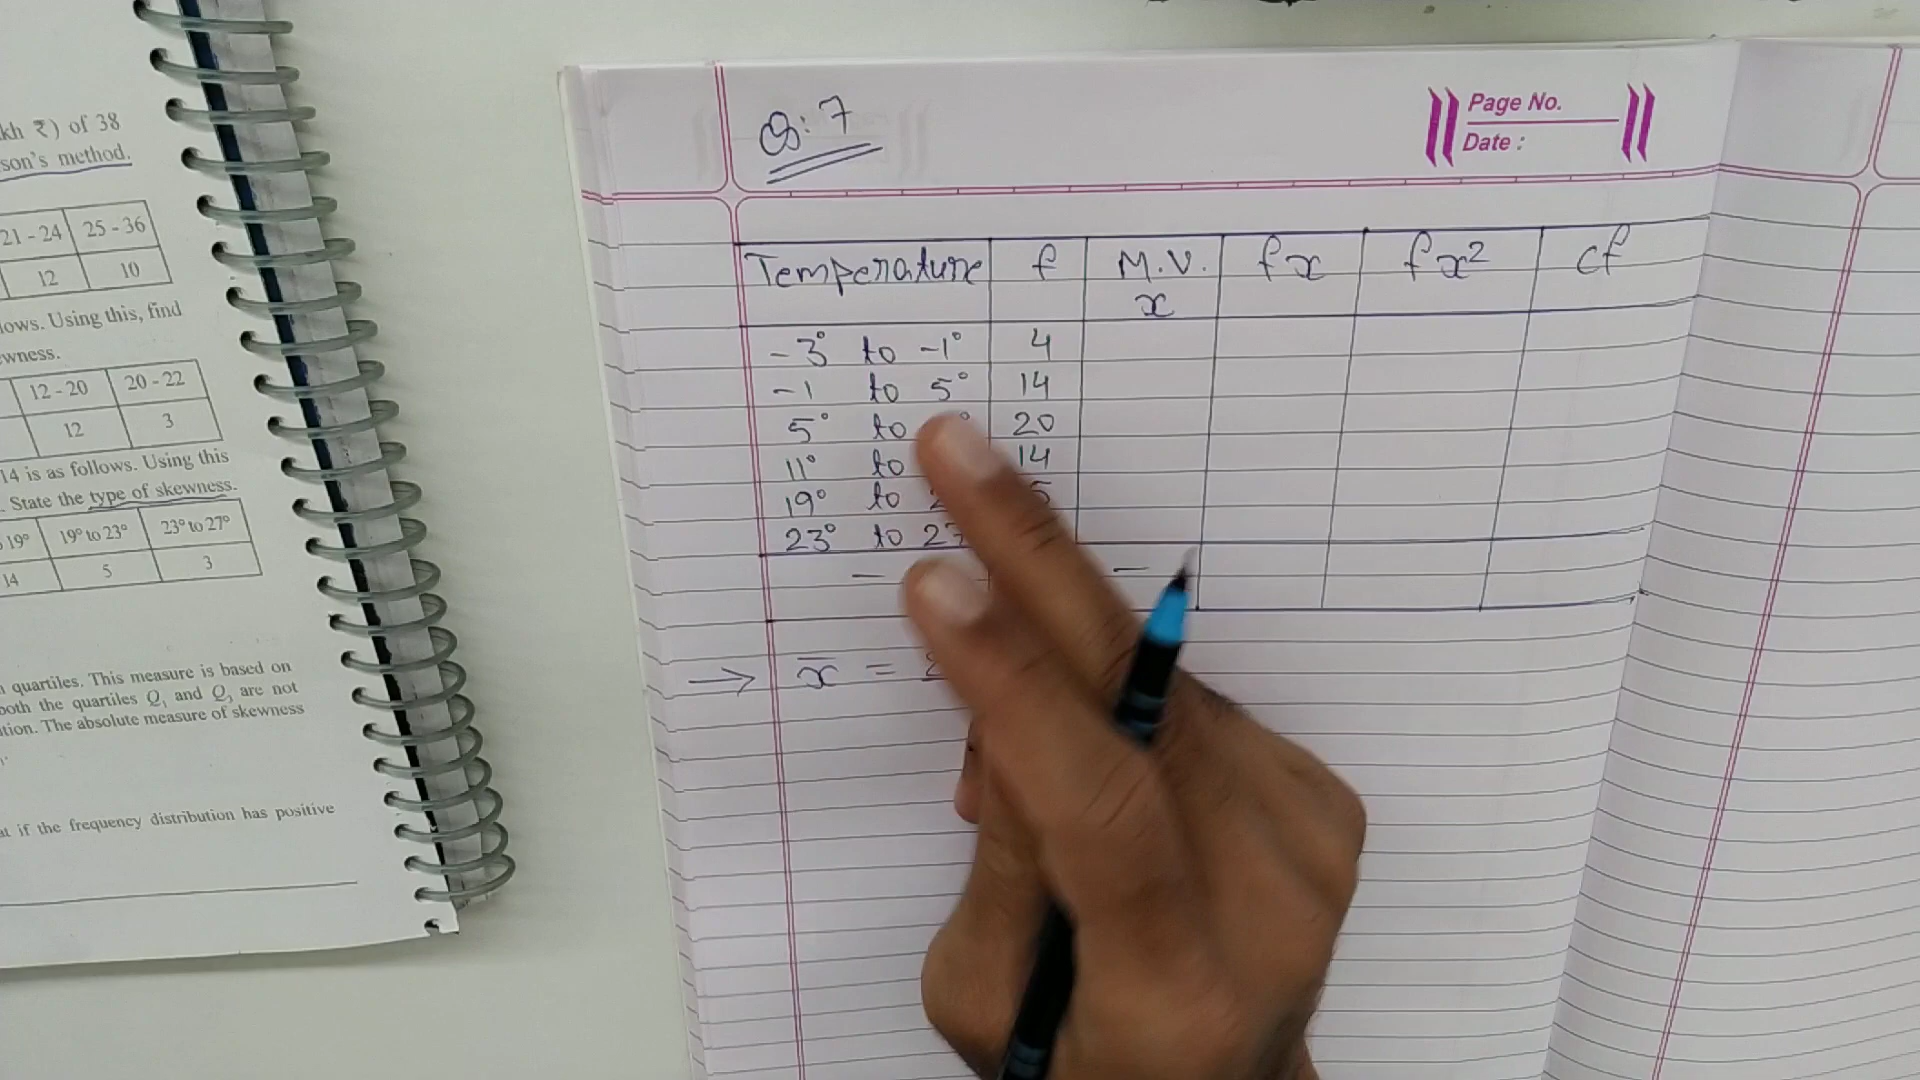 kh ₹) of 38
son's method.
21 - 24 25 - 36
12 10
lows. Using this, find
wness.
12 - 20 20 - 22
12 3
14 is as follows. Using this
. State the type of skewness.
19° 19° to 23° 23° to 27°
14 5 3
quartiles. This measure is based on
both the quartiles Q₁ and Q₃ are not
tion. The absolute measure of skewness
at if the frequency distribution has positive
Q: 7
Page No.
Date :
Temperature f M.V. x fx fx² cf
-3° to -1° 4
-1 to 5° 14
5° to 20
11° to 14
19° to 5
23° to 27
— —
→ x̄ =